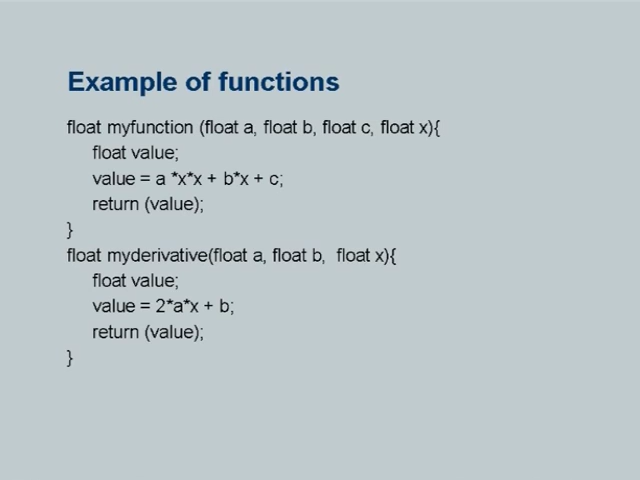 Example of functions
float myfunction (float a, float b, float c, float x){
float value;
value = a *x*x + b*x + c;
return (value);
}
float myderivative(float a, float b,  float x){
float value;
value = 2*a*x + b;
return (value);
}